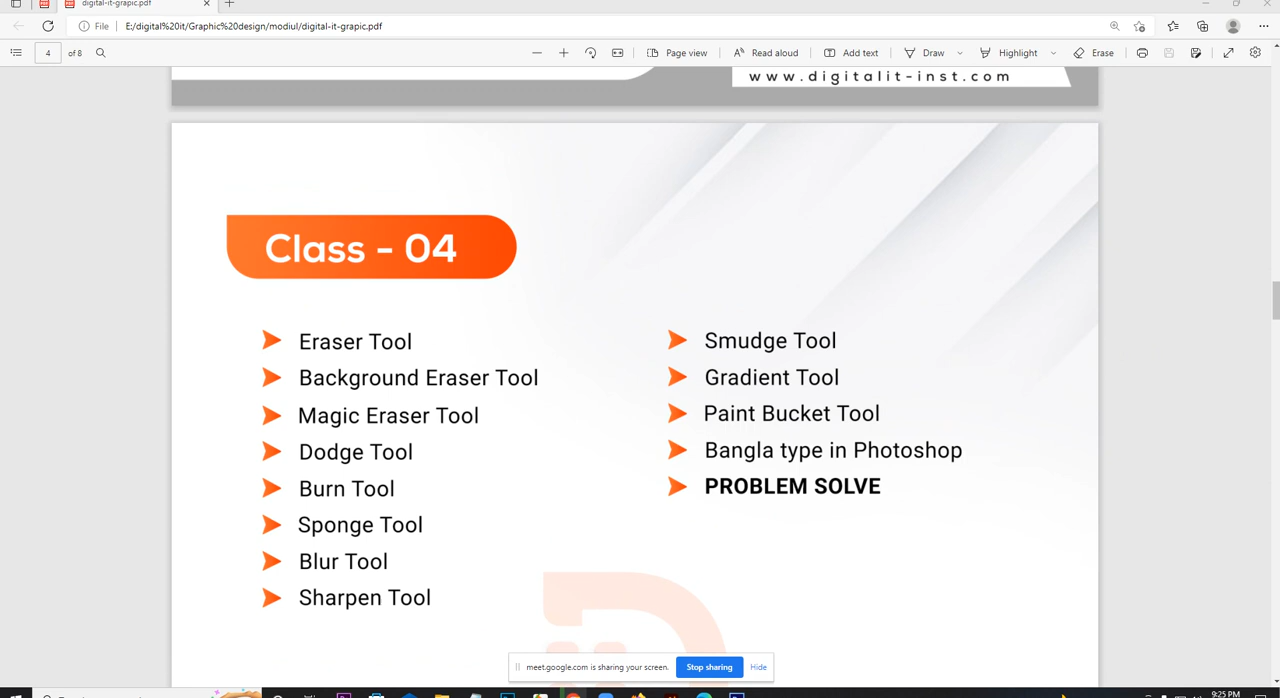 digital-it-grapic.pdf
File E:/digital%20it/Graphic%20design/modiul/digital-it-grapic.pdf
4 of 8 Page view Read aloud Add text Draw Highlight Erase
www.digitalit-inst.com
Class - 04
Eraser Tool
Background Eraser Tool
Magic Eraser Tool
Dodge Tool
Burn Tool
Sponge Tool
Blur Tool
Sharpen Tool
Smudge Tool
Gradient Tool
Paint Bucket Tool
Bangla type in Photoshop
PROBLEM SOLVE
meet.google.com is sharing your screen. Stop sharing Hide
9:25 PM